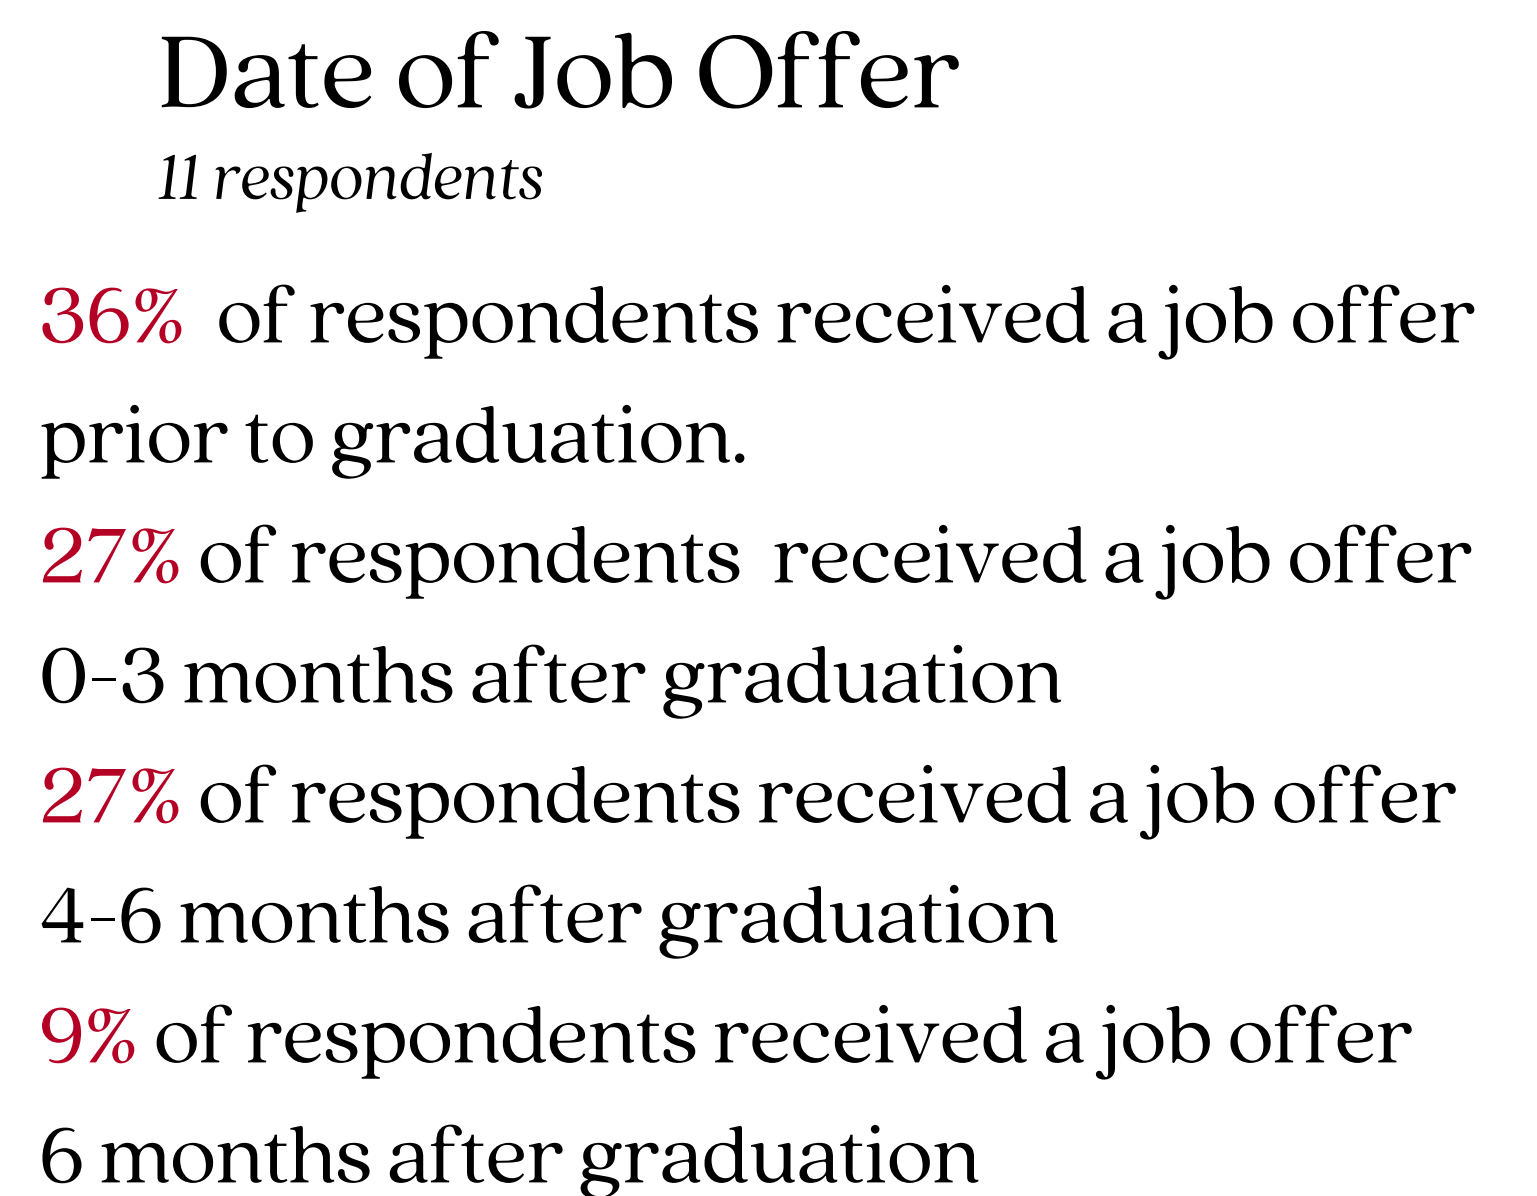 Date of Job Offer
11 respondents
36% of respondents received a job offer
prior to graduation.
27% of respondents received a job offer
0-3 months after graduation
27% of respondents received a job offer
4-6 months after graduation
9% of respondents received a job offer
6 months after graduation